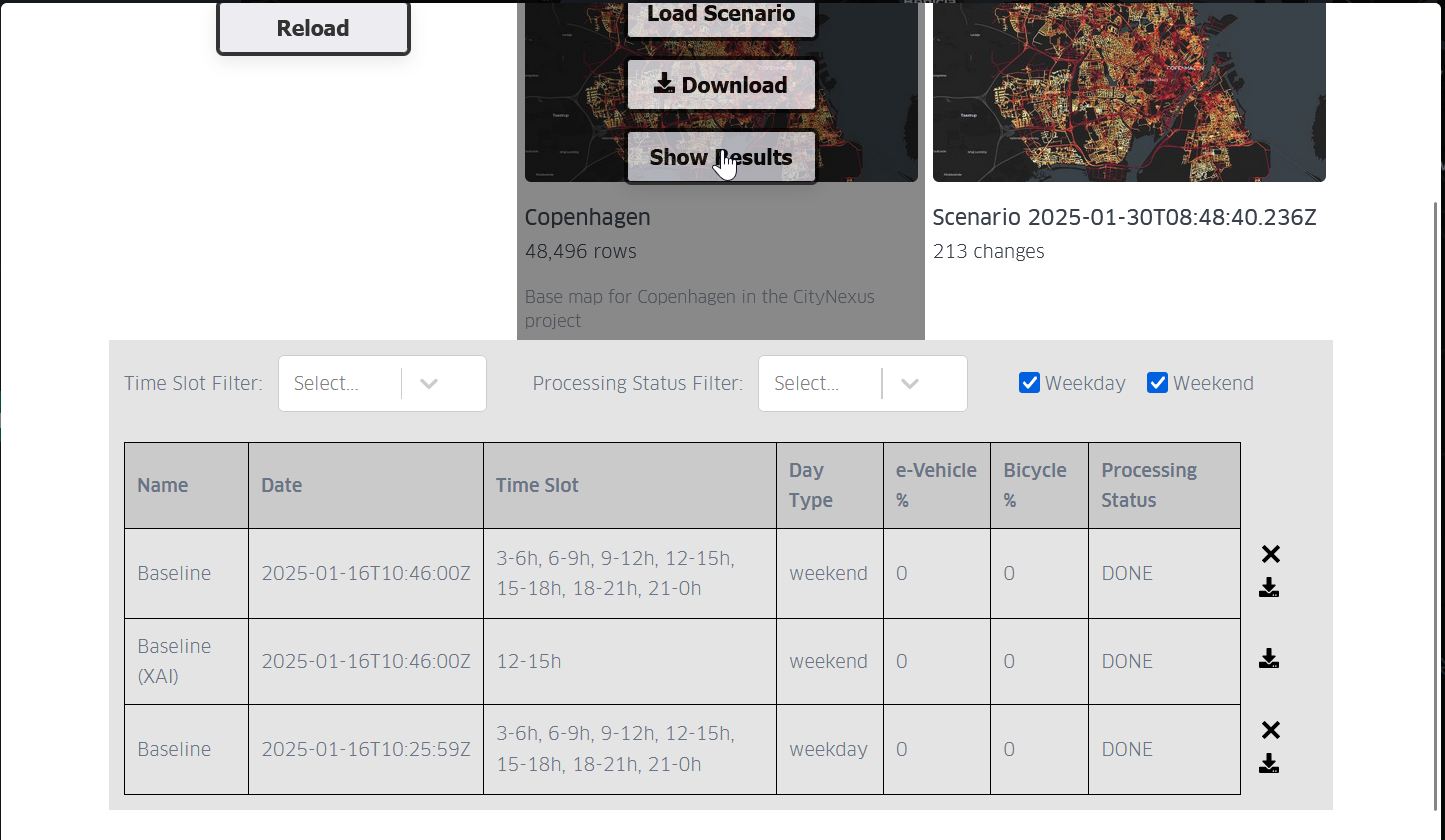 Reload
Load Scenario
Download
Show Results
COPENHAGEN
Copenhagen
48,496 rows
Base map for Copenhagen in the CityNexus
project
Scenario 2025-01-30T08:48:40.236Z
213 changes
Time Slot Filter: Select...
Processing Status Filter: Select...
Weekday
Weekend
Name
Date
Time Slot
Day
Type
e-Vehicle
%
Bicycle
%
Processing
Status
Baseline
2025-01-16T10:46:00Z
3-6h, 6-9h, 9-12h, 12-15h,
15-18h, 18-21h, 21-0h
weekend
0
0
DONE
Baseline
(XAI)
2025-01-16T10:46:00Z
12-15h
weekend
0
0
DONE
Baseline
2025-01-16T10:25:59Z
3-6h, 6-9h, 9-12h, 12-15h,
15-18h, 18-21h, 21-0h
weekday
0
0
DONE